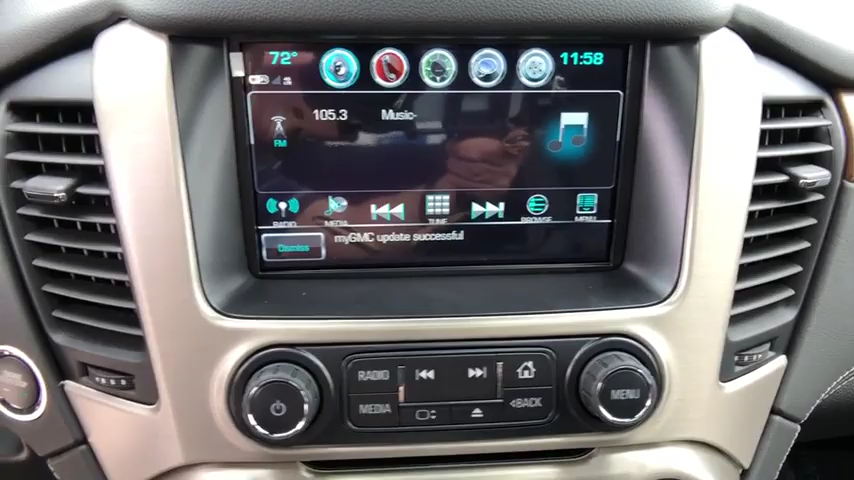 72° 11:58
105.3 Music-
FM
RADIO MEDIA TUNE BROWSE MENU
myGMC update successful
Dismiss
RADIO
MEDIA
BACK
MENU